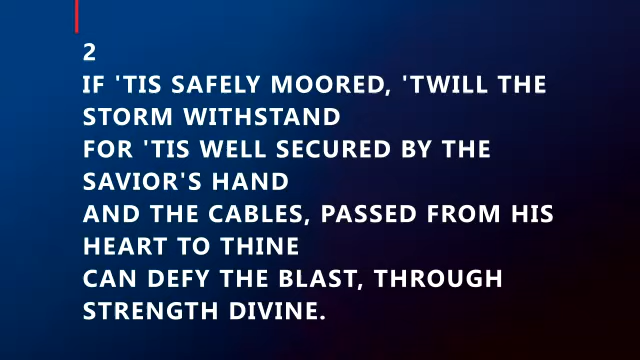 2
IF 'TIS SAFELY MOORED, 'TWILL THE
STORM WITHSTAND
FOR 'TIS WELL SECURED BY THE
SAVIOR'S HAND
AND THE CABLES, PASSED FROM HIS
HEART TO THINE
CAN DEFY THE BLAST, THROUGH
STRENGTH DIVINE.